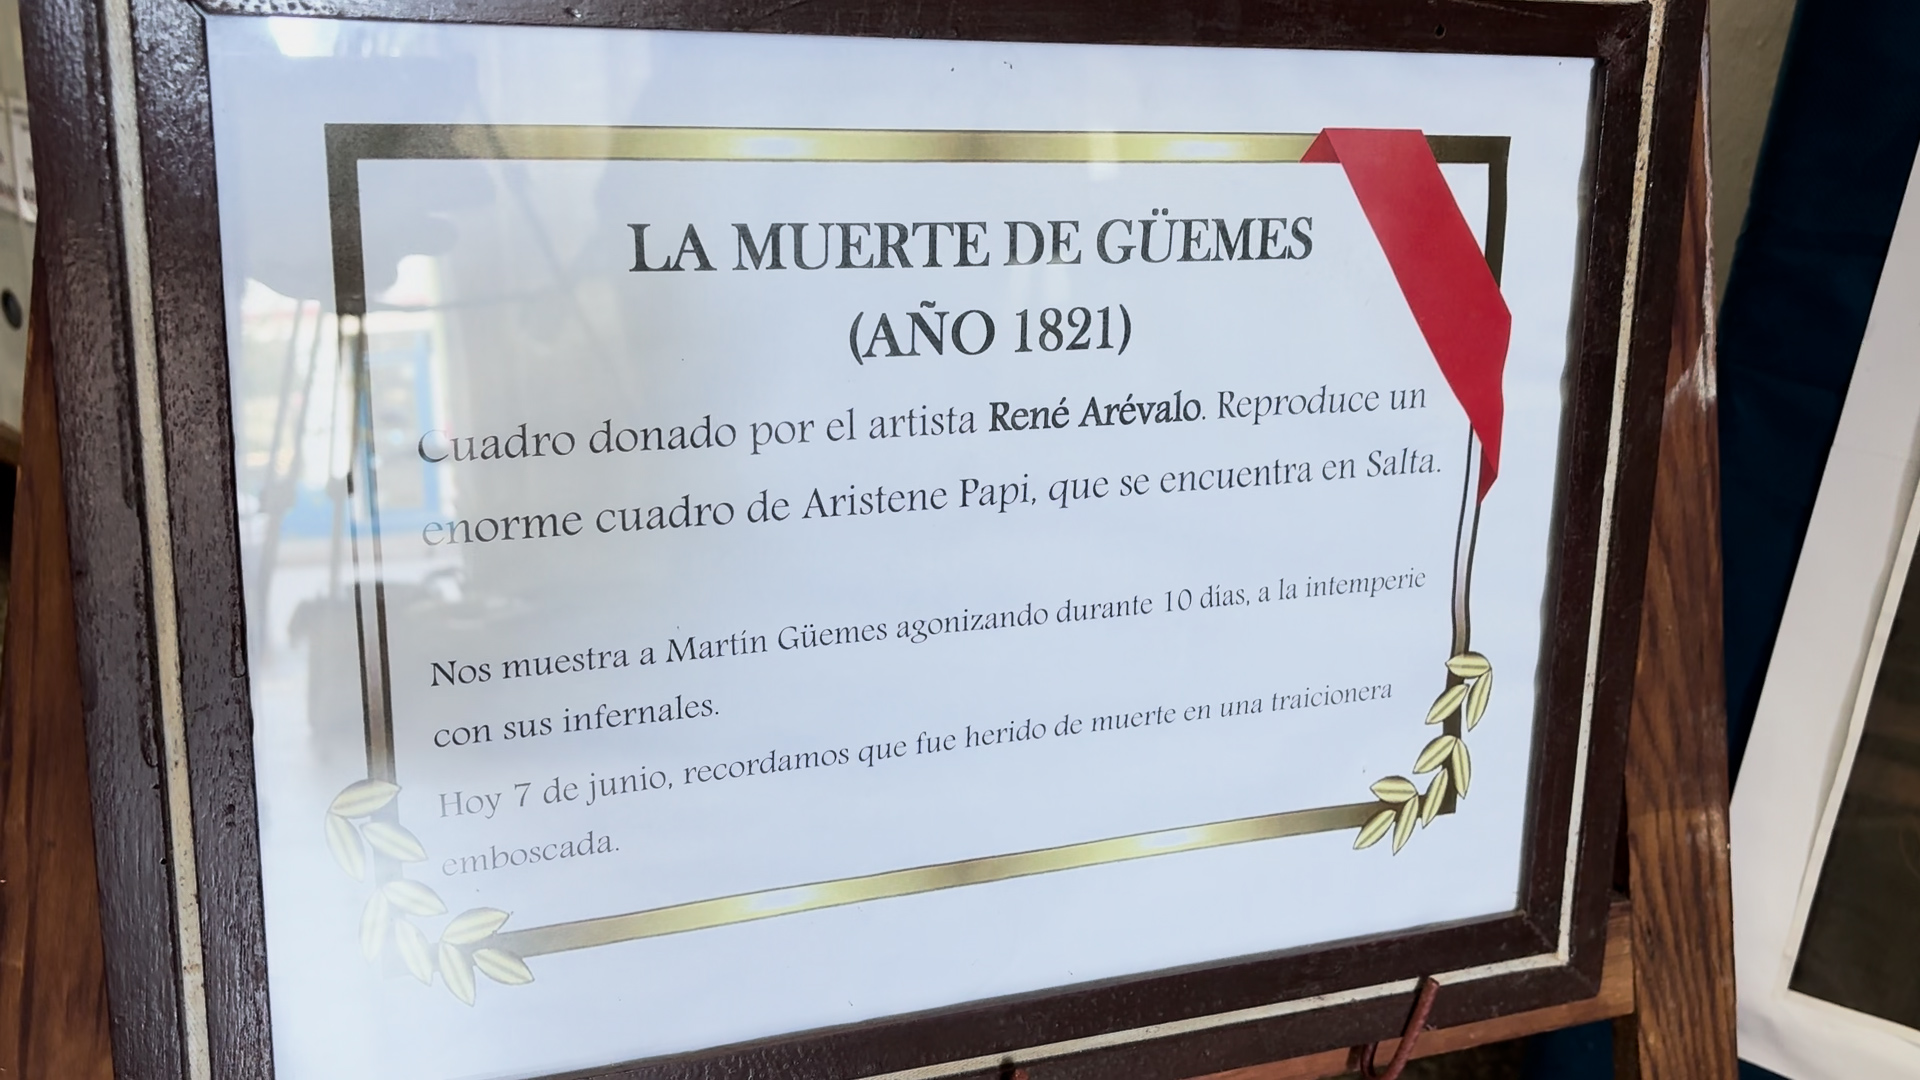 LA MUERTE DE GÜEMES
(AÑO 1821)
Cuadro donado por el artista René Arévalo. Reproduce un
enorme cuadro de Aristene Papi, que se encuentra en Salta.
Nos muestra a Martín Güemes agonizando durante 10 días, a la intemperie
con sus infernales.
Hoy 7 de junio, recordamos que fue herido de muerte en una traicionera
emboscada.